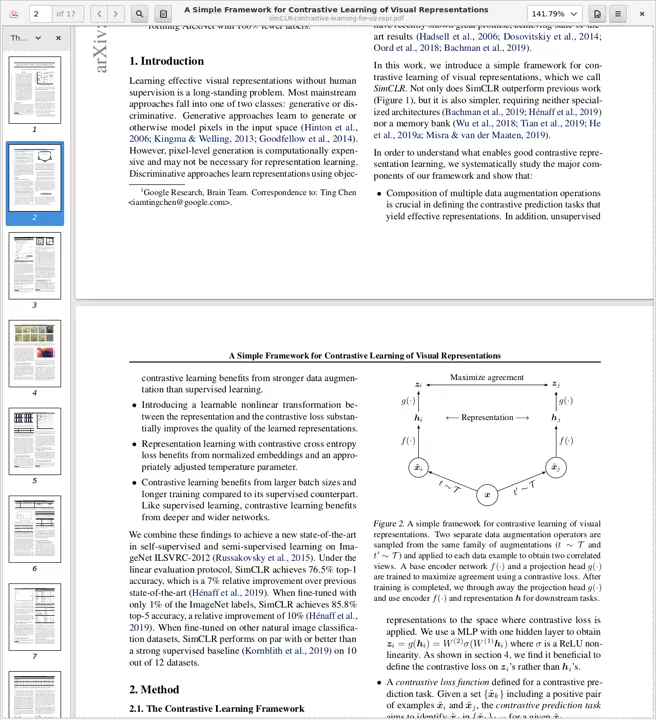 2
of 17
A Simple Framework for Contrastive Learning of Visual Representations
simCLR-contrastive-learning-for-viz-repr.pdf
141.79%
Th…
1
2
3
4
5
6
7
arXiv
1. Introduction
Learning effective visual representations without human
supervision is a long-standing problem. Most mainstream
approaches fall into one of two classes: generative or dis-
criminative. Generative approaches learn to generate or
otherwise model pixels in the input space (Hinton et al.,
2006; Kingma & Welling, 2013; Goodfellow et al., 2014).
However, pixel-level generation is computationally expen-
sive and may not be necessary for representation learning.
Discriminative approaches learn representations using objec-
1Google Research, Brain Team. Correspondence to: Ting Chen
<iamtingchen@google.com>.
art results (Hadsell et al., 2006; Dosovitskiy et al., 2014;
Oord et al., 2018; Bachman et al., 2019).
In this work, we introduce a simple framework for con-
trastive learning of visual representations, which we call
SimCLR. Not only does SimCLR outperform previous work
(Figure 1), but it is also simpler, requiring neither special-
ized architectures (Bachman et al., 2019; Hénaff et al., 2019)
nor a memory bank (Wu et al., 2018; Tian et al., 2019; He
et al., 2019a; Misra & van der Maaten, 2019).
In order to understand what enables good contrastive repre-
sentation learning, we systematically study the major com-
ponents of our framework and show that:
• Composition of multiple data augmentation operations
is crucial in defining the contrastive prediction tasks that
yield effective representations. In addition, unsupervised
A Simple Framework for Contrastive Learning of Visual Representations
contrastive learning benefits from stronger data augmen-
tation than supervised learning.
• Introducing a learnable nonlinear transformation be-
tween the representation and the contrastive loss substan-
tially improves the quality of the learned representations.
• Representation learning with contrastive cross entropy
loss benefits from normalized embeddings and an appro-
priately adjusted temperature parameter.
• Contrastive learning benefits from larger batch sizes and
longer training compared to its supervised counterpart.
Like supervised learning, contrastive learning benefits
from deeper and wider networks.
We combine these findings to achieve a new state-of-the-art
in self-supervised and semi-supervised learning on Ima-
geNet ILSVRC-2012 (Russakovsky et al., 2015). Under the
linear evaluation protocol, SimCLR achieves 76.5% top-1
accuracy, which is a 7% relative improvement over previous
state-of-the-art (Hénaff et al., 2019). When fine-tuned with
only 1% of the ImageNet labels, SimCLR achieves 85.8%
top-5 accuracy, a relative improvement of 10% (Hénaff et al.,
2019). When fine-tuned on other natural image classifica-
tion datasets, SimCLR performs on par with or better than
a strong supervised baseline (Kornblith et al., 2019) on 10
out of 12 datasets.
2. Method
2.1. The Contrastive Learning Framework
Maximize agreement
z_i
z_j
g(·)
g(·)
h_i
← Representation →
h_j
f(·)
f(·)
x̃_i
x̃_j
t ∼ T
t′ ∼ T
x
Figure 2. A simple framework for contrastive learning of visual
representations. Two separate data augmentation operators are
sampled from the same family of augmentations (t ∼ T and
t′ ∼ T) and applied to each data example to obtain two correlated
views. A base encoder network f(·) and a projection head g(·)
are trained to maximize agreement using a contrastive loss. After
training is completed, we throw away the projection head g(·)
and use encoder f(·) and representation h for downstream tasks.
representations to the space where contrastive loss is
applied. We use a MLP with one hidden layer to obtain
z_i = g(h_i) = W^(2)σ(W^(1)h_i) where σ is a ReLU non-
linearity. As shown in section 4, we find it beneficial to
define the contrastive loss on z_i's rather than h_i's.
• A contrastive loss function defined for a contrastive pre-
diction task. Given a set {x̃_k} including a positive pair
of examples x̃_i and x̃_j, the contrastive prediction task